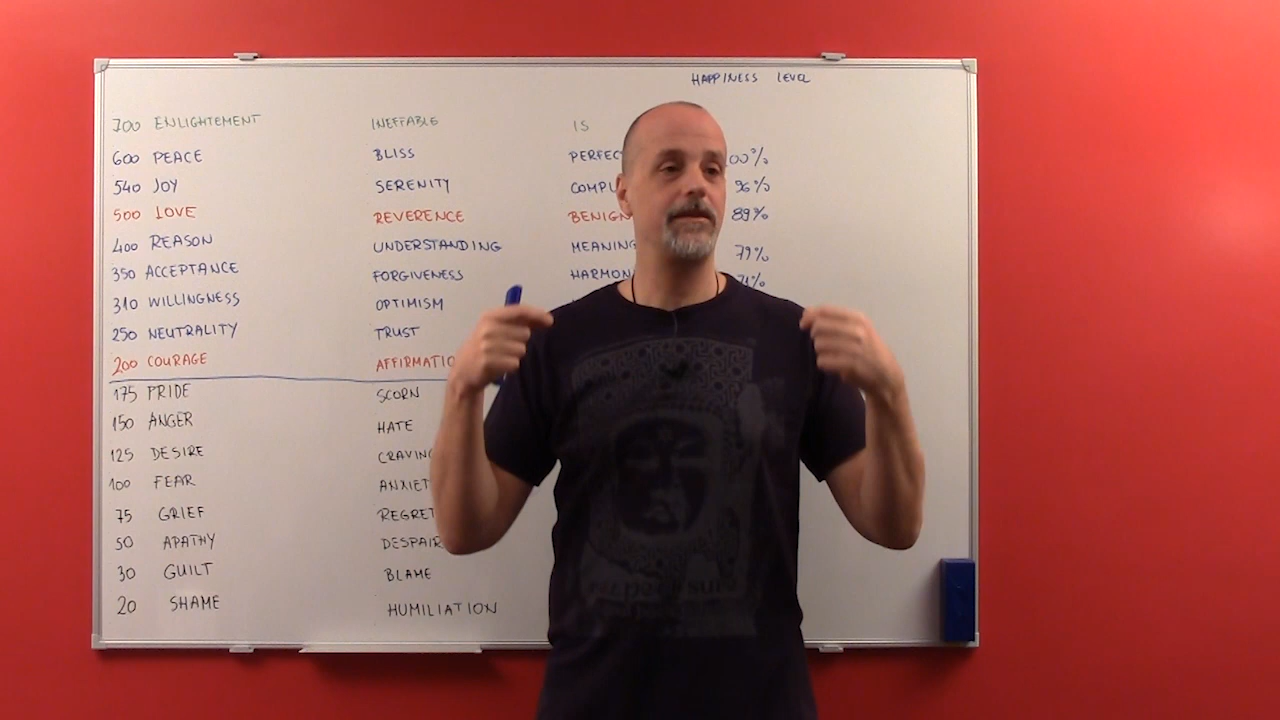 HAPPINESS LEVEL
700 ENLIGHTEMENT INEFFABLE IS
600 PEACE BLISS PERFEC 00%
540 JOY SERENITY COMPL 96%
500 LOVE REVERENCE BENIGN 89%
400 REASON UNDERSTANDING MEANING 79%
350 ACCEPTANCE FORGIVENESS HARMON 71%
310 WILLINGNESS OPTIMISM
250 NEUTRALITY TRUST
200 COURAGE AFFIRMATIO
175 PRIDE SCORN
150 ANGER HATE
125 DESIRE CRAVING
100 FEAR ANXIET
75 GRIEF REGRET
50 APATHY DESPAIR
30 GUILT BLAME
20 SHAME HUMILIATION